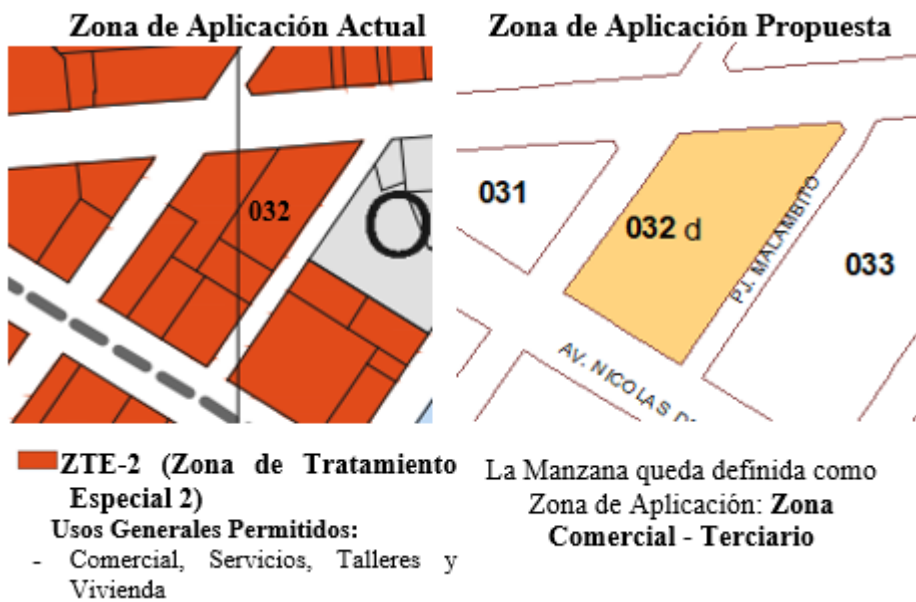 Zona de Aplicación Actual
Zona de Aplicación Propuesta
032
O
031
032 d
033
PJ. MALAMBITO
AV. NICOLAS D
ZTE-2 (Zona de Tratamiento
Especial 2)
Usos Generales Permitidos:
- Comercial, Servicios, Talleres y
Vivienda
La Manzana queda definida como
Zona de Aplicación: Zona
Comercial - Terciario